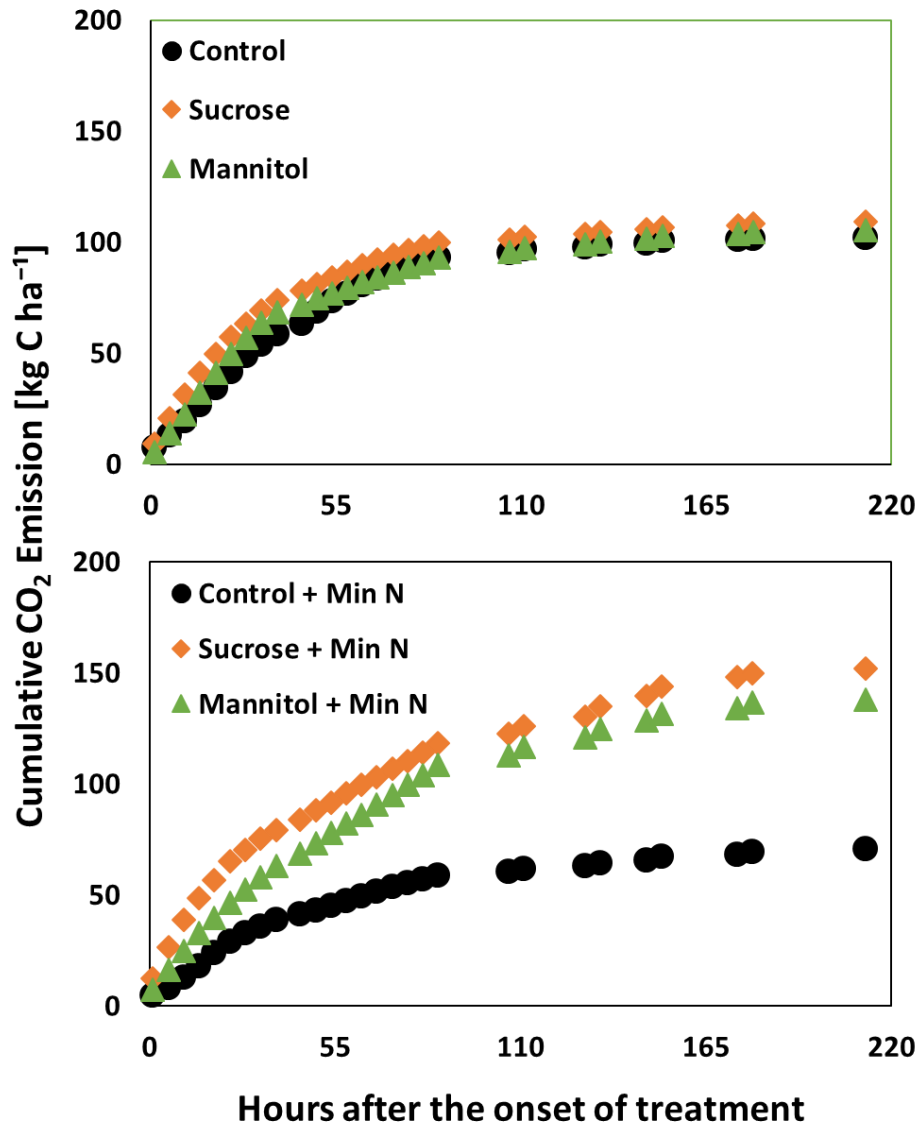 Cumulative CO₂ Emission [kg C ha⁻¹]
200
150
100
50
0
Control
Sucrose
Mannitol
0 55 110 165 220
200
150
100
50
0
Control + Min N
Sucrose + Min N
Mannitol + Min N
0 55 110 165 220
Hours after the onset of treatment